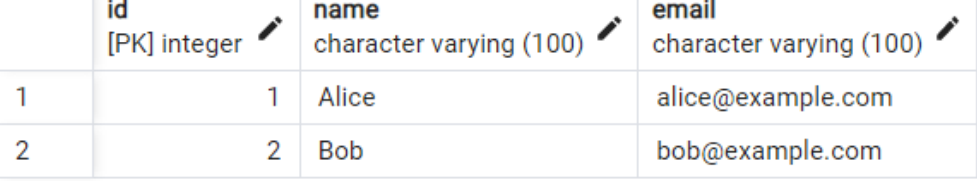 id name email
[PK] integer character varying (100) character varying (100)
1 1 Alice alice@example.com
2 2 Bob bob@example.com